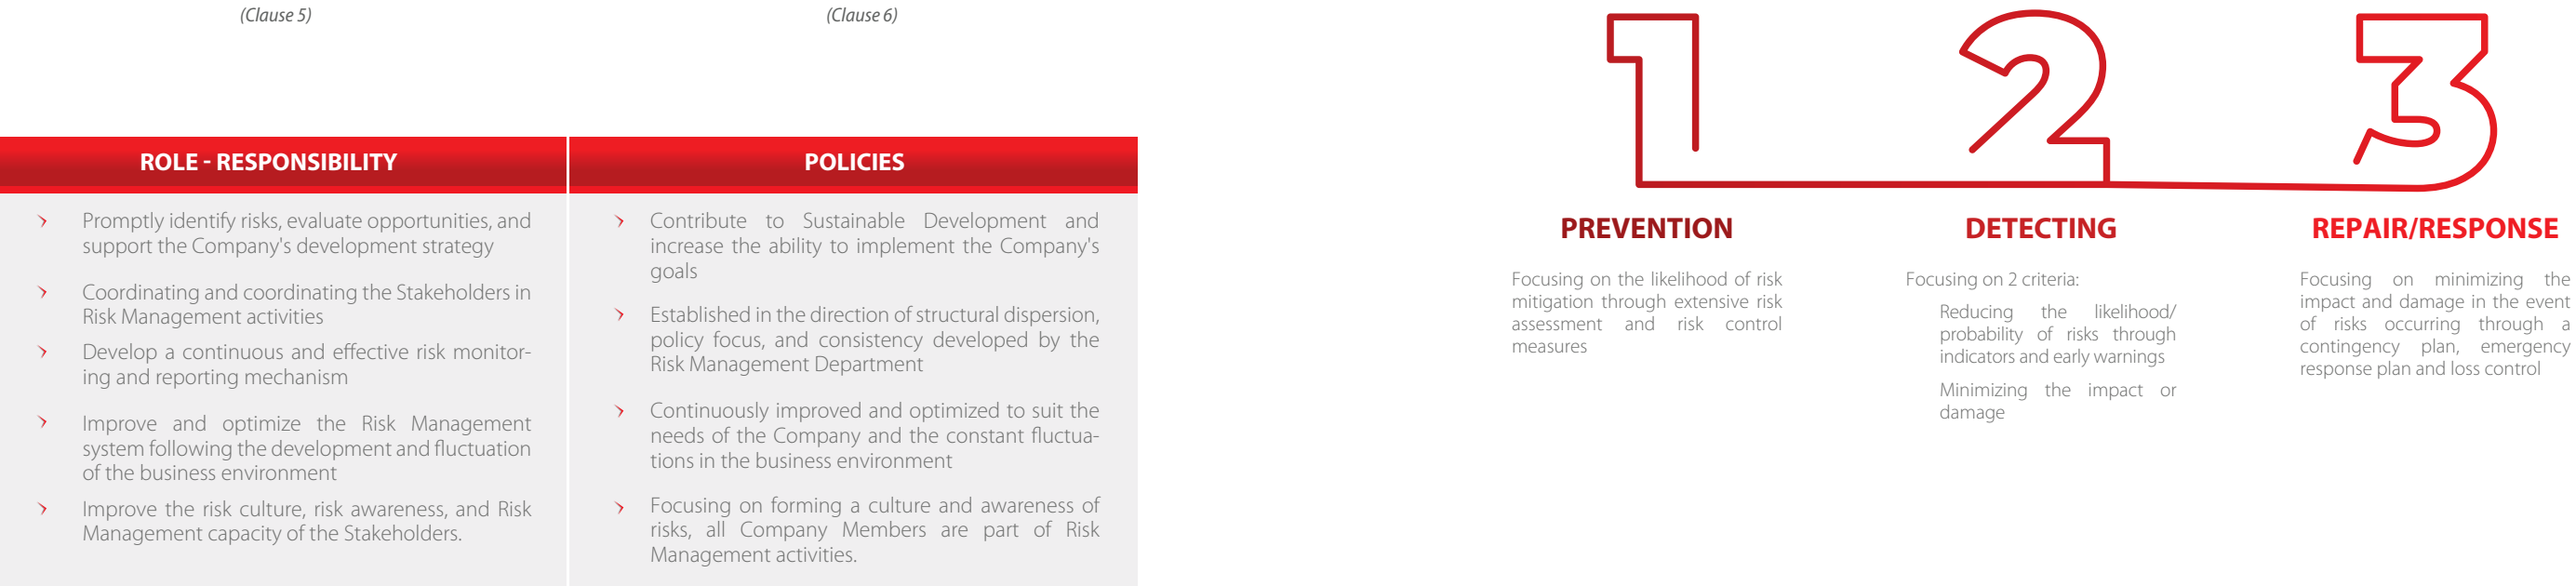 (Clause 5)
(Clause 6)
ROLE - RESPONSIBILITY
Promptly identify risks, evaluate opportunities, and
support the Company's development strategy
Coordinating and coordinating the Stakeholders in
Risk Management activities
Develop a continuous and effective risk monitor-
ing and reporting mechanism
Improve and optimize the Risk Management
system following the development and fluctuation
of the business environment
Improve the risk culture, risk awareness, and Risk
Management capacity of the Stakeholders.
POLICIES
Contribute to Sustainable Development and
increase the ability to implement the Company's
goals
Established in the direction of structural dispersion,
policy focus, and consistency developed by the
Risk Management Department
Continuously improved and optimized to suit the
needs of the Company and the constant fluctua-
tions in the business environment
Focusing on forming a culture and awareness of
risks, all Company Members are part of Risk
Management activities.
1
PREVENTION
Focusing on the likelihood of risk
mitigation through extensive risk
assessment and risk control
measures
2
DETECTING
Focusing on 2 criteria:
Reducing the likelihood/
probability of risks through
indicators and early warnings
Minimizing the impact or
damage
3
REPAIR/RESPONSE
Focusing on minimizing the
impact and damage in the event
of risks occurring through a
contingency plan, emergency
response plan and loss control